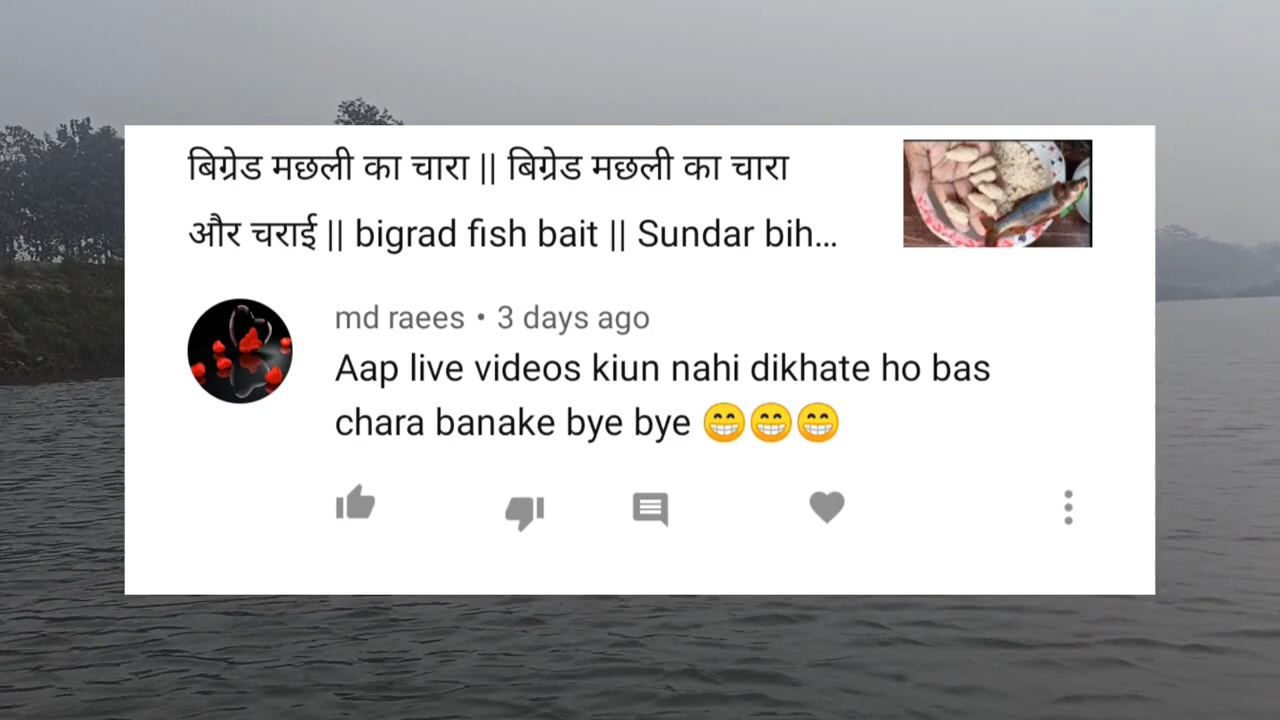 बिग्रेड मछली का चारा || बिग्रेड मछली का चारा
और चराई || bigrad fish bait || Sundar bih...
md raees • 3 days ago
Aap live videos kiun nahi dikhate ho bas
chara banake bye bye 😁😁😁